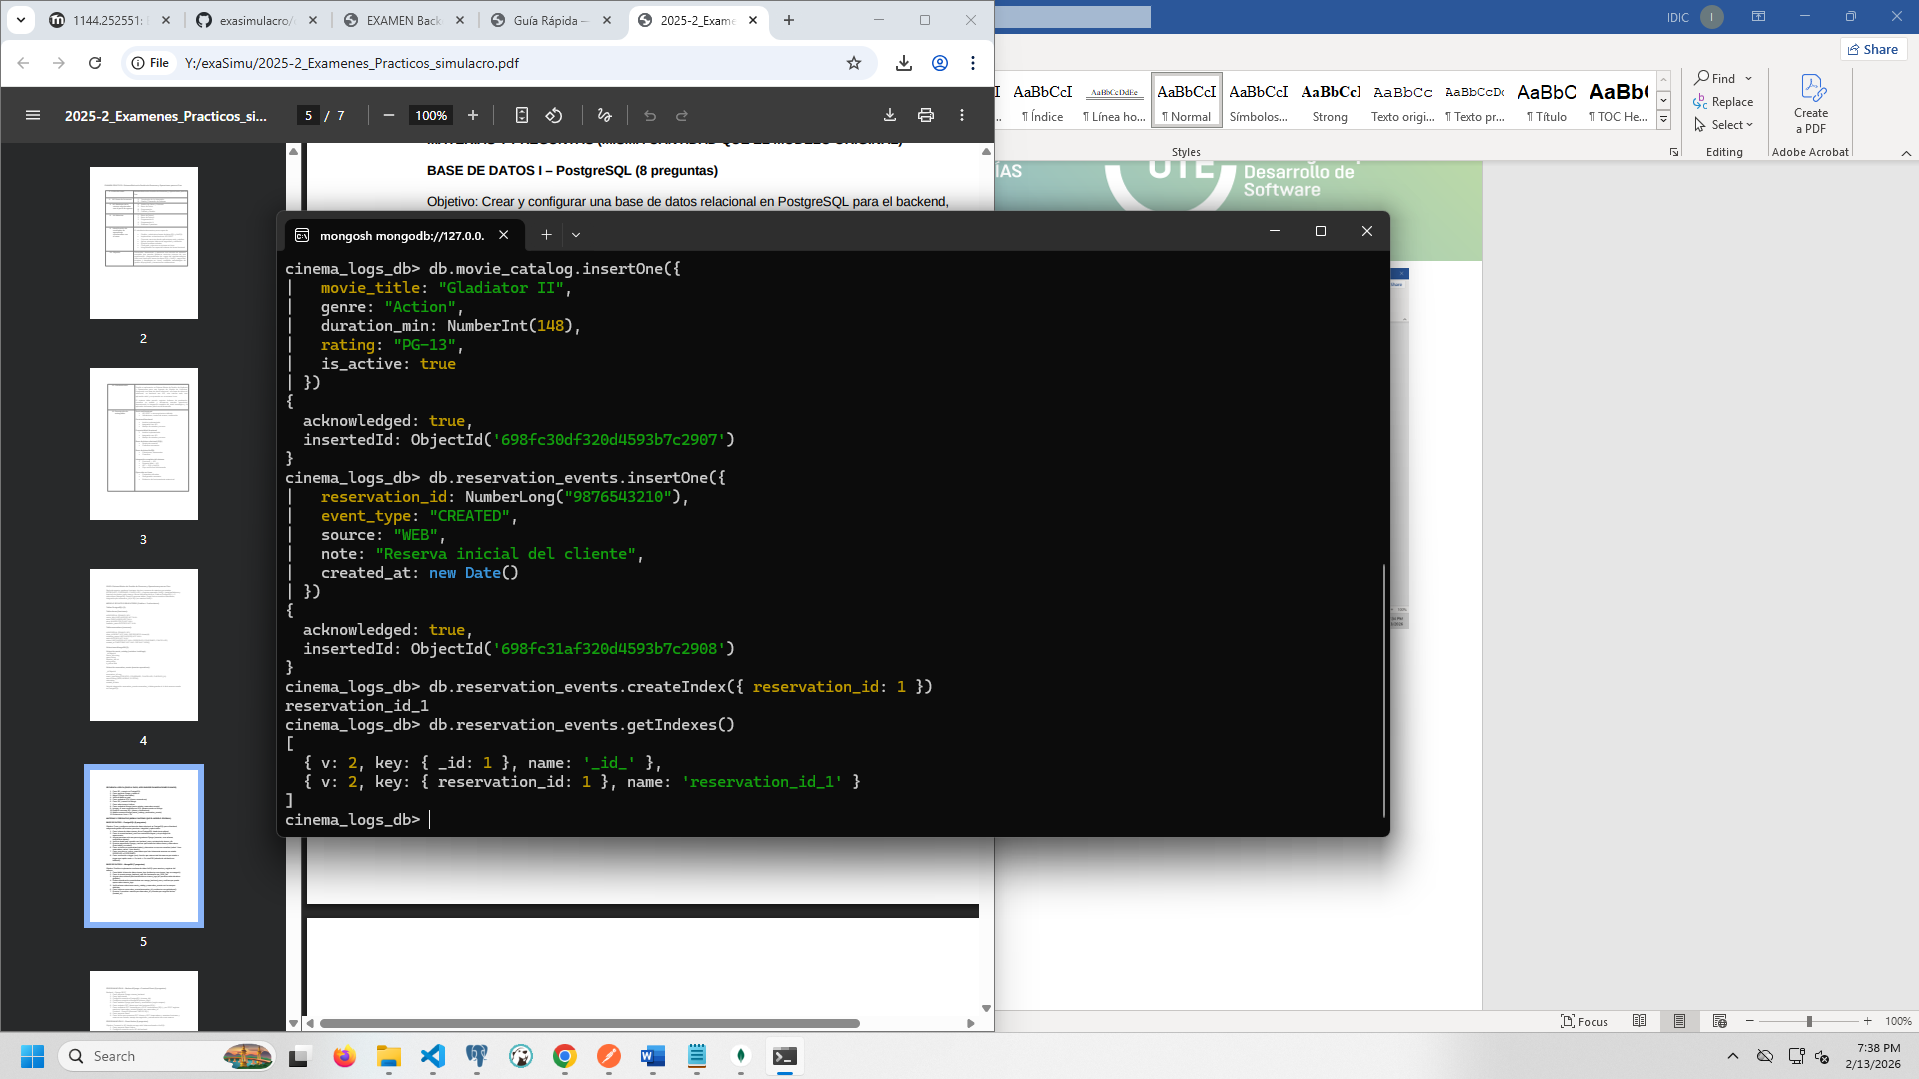 1144.252551:
exasimulacro/
EXAMEN Back
Guía Rápida –
2025-2_Exame
File
Y:/exaSimu/2025-2_Examenes_Practicos_simulacro.pdf
2025-2_Examenes_Practicos_si...
5 / 7
100%
2
3
4
5
BASE DE DATOS I – PostgreSQL (8 preguntas)
Objetivo: Crear y configurar una base de datos relacional en PostgreSQL para el backend,
IDIC
I
Share
AaBbCcI
¶ Índice
AaBbCcDdEe
¶ Línea ho...
AaBbCcI
¶ Normal
AaBbCcI
Símbolos...
AaBbCcI
Strong
AaBbCc
Texto origi...
AaBbCcDc
¶ Texto pr...
AaBbC
¶ Título
AaBb(
¶ TOC He...
Styles
Find
Replace
Select
Editing
Create
a PDF
Adobe Acrobat
ÍAS
UTE
Desarrollo de
Software
mongosh mongodb://127.0.0.
cinema_logs_db> db.movie_catalog.insertOne({
|   movie_title: "Gladiator II",
|   genre: "Action",
|   duration_min: NumberInt(148),
|   rating: "PG-13",
|   is_active: true
| })
{
  acknowledged: true,
  insertedId: ObjectId('698fc30df320d4593b7c2907')
}
cinema_logs_db> db.reservation_events.insertOne({
|   reservation_id: NumberLong("9876543210"),
|   event_type: "CREATED",
|   source: "WEB",
|   note: "Reserva inicial del cliente",
|   created_at: new Date()
| })
{
  acknowledged: true,
  insertedId: ObjectId('698fc31af320d4593b7c2908')
}
cinema_logs_db> db.reservation_events.createIndex({ reservation_id: 1 })
reservation_id_1
cinema_logs_db> db.reservation_events.getIndexes()
[
  { v: 2, key: { _id: 1 }, name: '_id_' },
  { v: 2, key: { reservation_id: 1 }, name: 'reservation_id_1' }
]
cinema_logs_db>
Focus
100%
Search
7:38 PM
2/13/2026